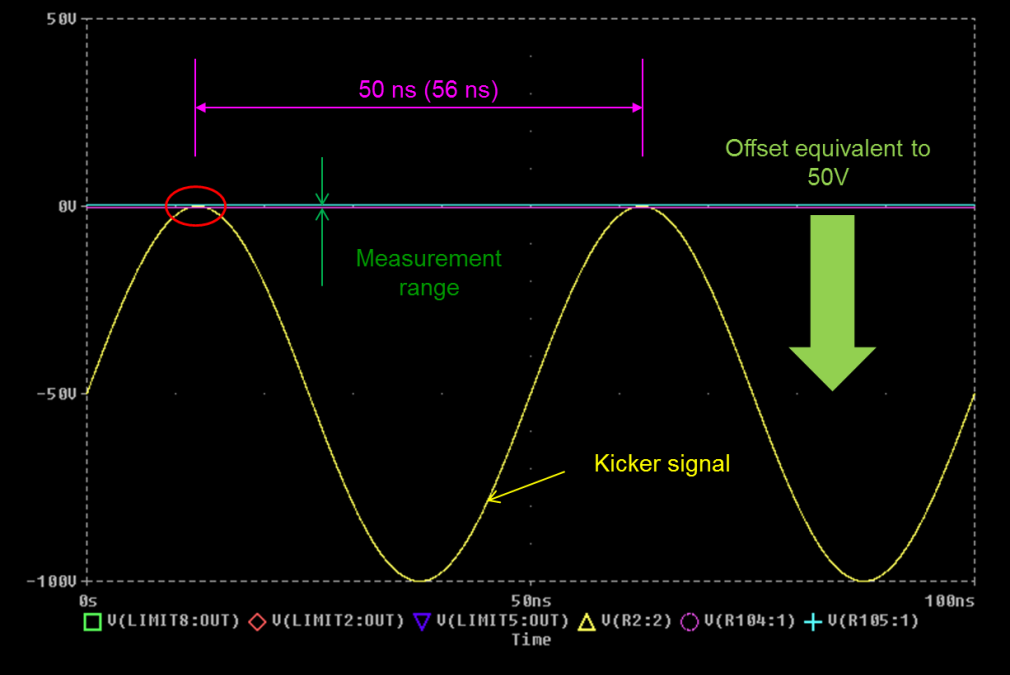 50V
50 ns (56 ns)
Offset equivalent to
50V
0V
Measurement
range
-50V
Kicker signal
-100V
0s
50ns
100ns
V(LIMIT8:OUT) V(LIMIT2:OUT) V(LIMIT5:OUT) V(R2:2) V(R104:1) V(R105:1)
Time